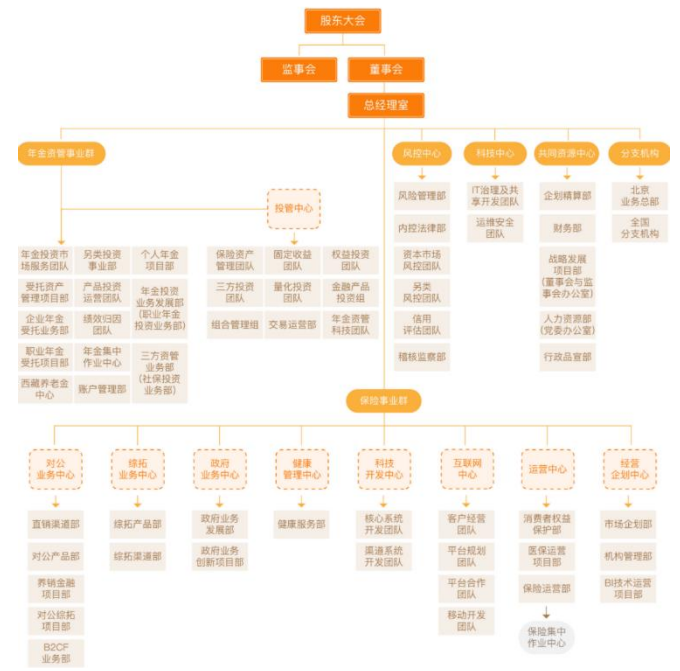 股东大会
监事会
董事会
总经理室
年金资管事业群
风控中心
科技中心
共同资源中心
分支机构
投管中心
年金投资市
场服务团队
另类投资
事业部
个人年金
项目部
受托资产
管理项目部
产品投资
运营团队
年金投资
业务发展部
(职业年金
投资业务部)
企业年金
受托业务部
绩效归因
团队
职业年金
受托项目部
年金集中
作业中心
三方资管
业务部
(社保投资
业务部)
西藏养老金
中心
账户管理部
保险资产
管理团队
固定收益
团队
权益投资
团队
三方投资
团队
量化投资
团队
金融产品
投资组
组合管理组
交易运营部
年金资管
科技团队
风险管理部
内控法律部
资本市场
风控团队
另类
风控团队
信用
评估团队
稽核监察部
IT治理及共
享开发团队
运维安全
团队
企划精算部
财务部
战略发展
项目部
(董事会与监
事会办公室)
人力资源部
(党委办公室)
行政品宣部
北京
业务总部
全国
分支机构
保险事业群
对公
业务中心
综拓
业务中心
政府
业务中心
健康
管理中心
科技
开发中心
互联网
中心
运营中心
经营
企划中心
直销渠道部
对公产品部
养销金融
项目部
对公综拓
项目部
B2CF
业务部
综拓产品部
综拓渠道部
政府业务
发展部
政府业务
创新项目部
健康服务部
核心系统
开发团队
渠道系统
开发团队
客户经营
团队
平台规划
团队
平台合作
团队
移动开发
团队
消费者权益
保护部
医保运营
项目部
保险运营部
保险集中
作业中心
市场企划部
机构管理部
BI技术运营
项目部